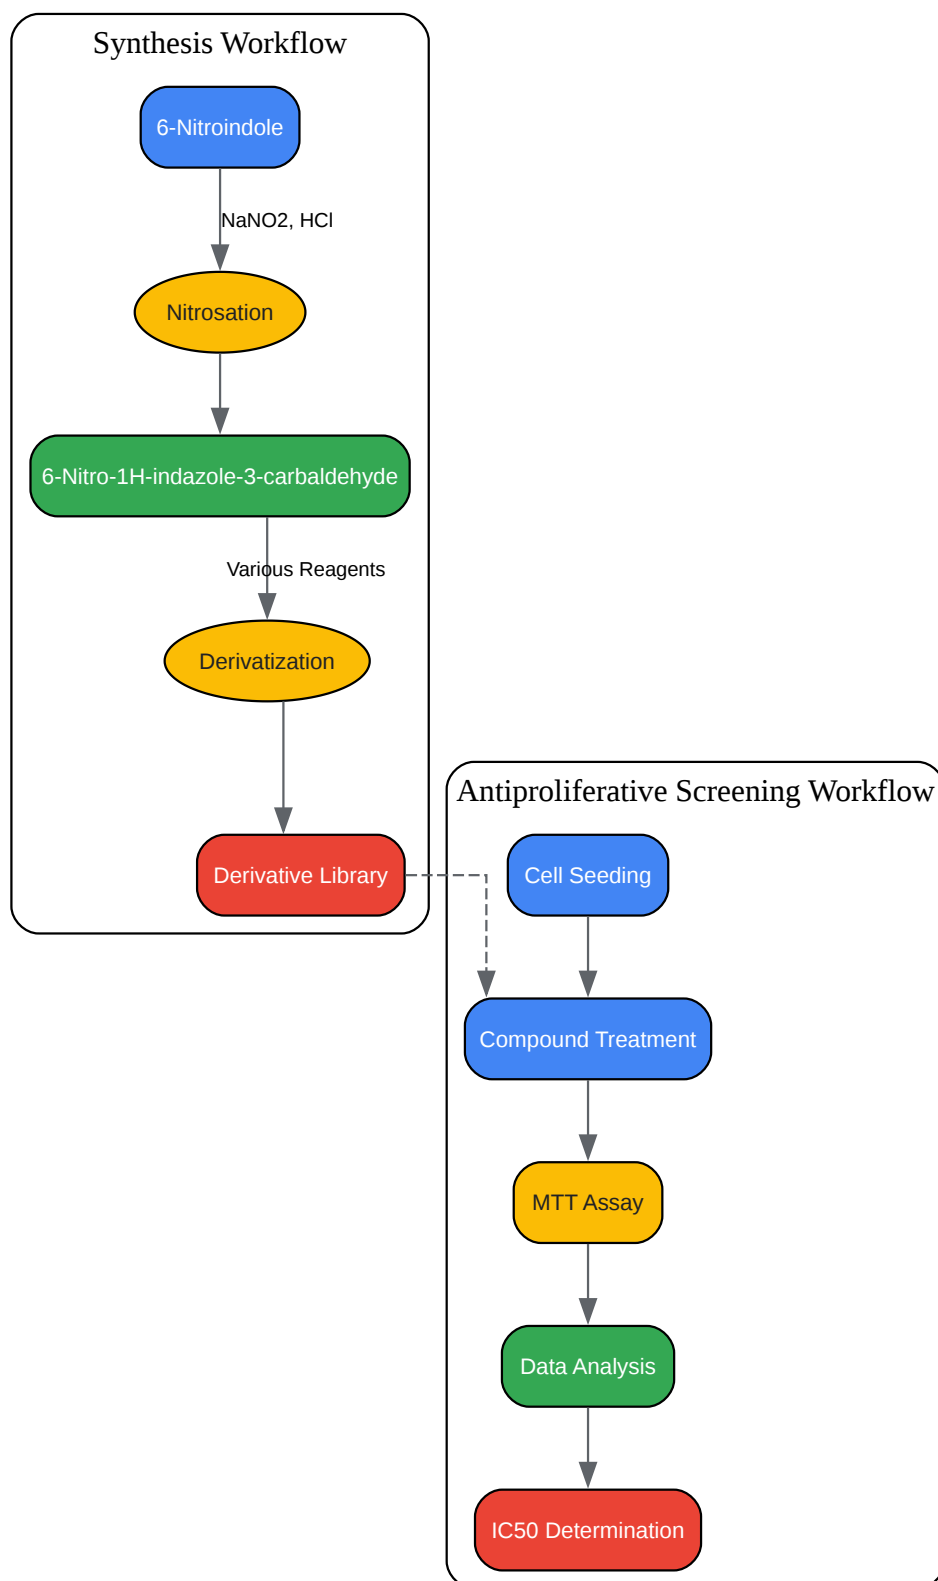 Synthesis Workflow
6-Nitroindole
NaNO2, HCl
Nitrosation
6-Nitro-1H-indazole-3-carbaldehyde
Various Reagents
Derivatization
Derivative Library
Antiproliferative Screening Workflow
Cell Seeding
Compound Treatment
MTT Assay
Data Analysis
IC50 Determination